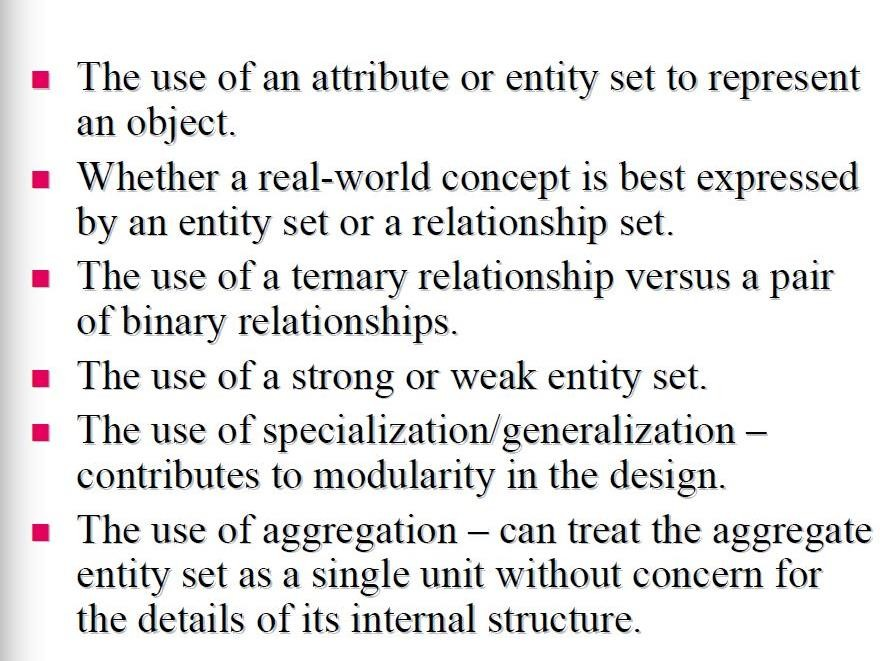 ■ The use of an attribute or entity set to represent
an object.
■ Whether a real-world concept is best expressed
by an entity set or a relationship set.
■ The use of a ternary relationship versus a pair
of binary relationships.
■ The use of a strong or weak entity set.
■ The use of specialization/generalization –
contributes to modularity in the design.
■ The use of aggregation – can treat the aggregate
entity set as a single unit without concern for
the details of its internal structure.